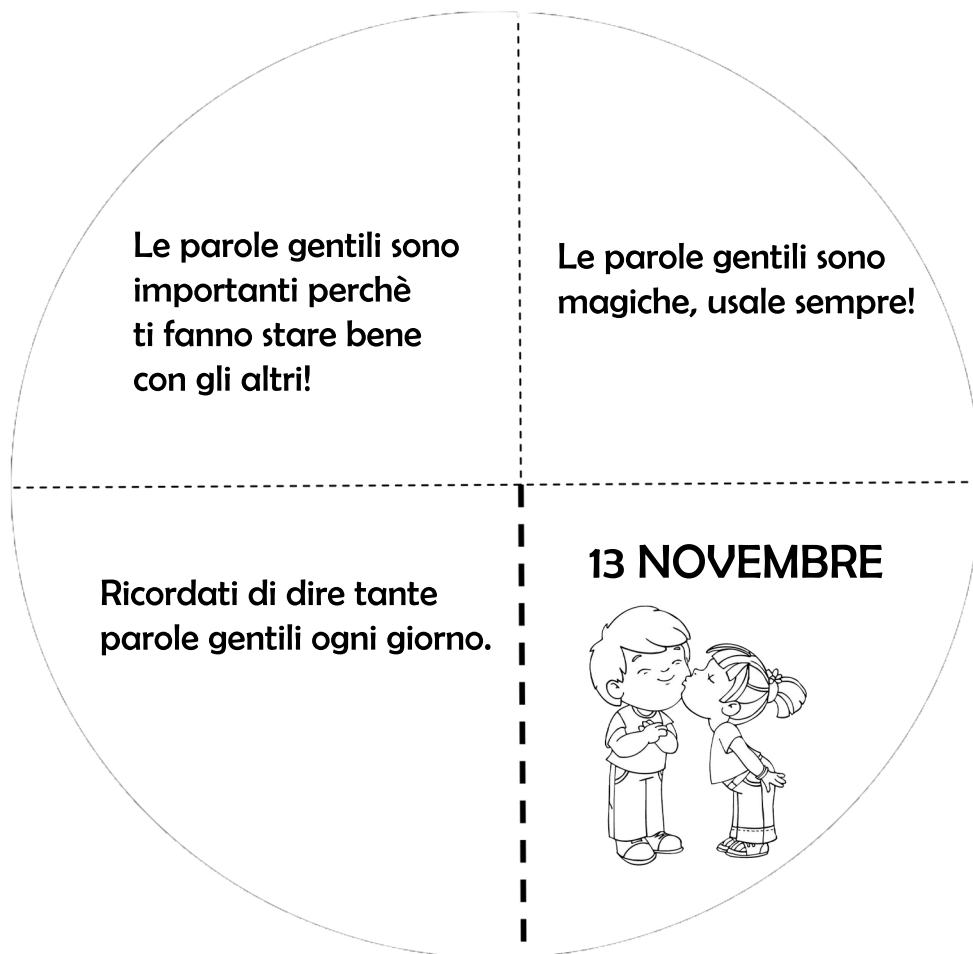 Le parole gentili sono
importanti perchè
ti fanno stare bene
con gli altri!
Le parole gentili sono
magiche, usale sempre!
Ricordati di dire tante
parole gentili ogni giorno.
13 NOVEMBRE